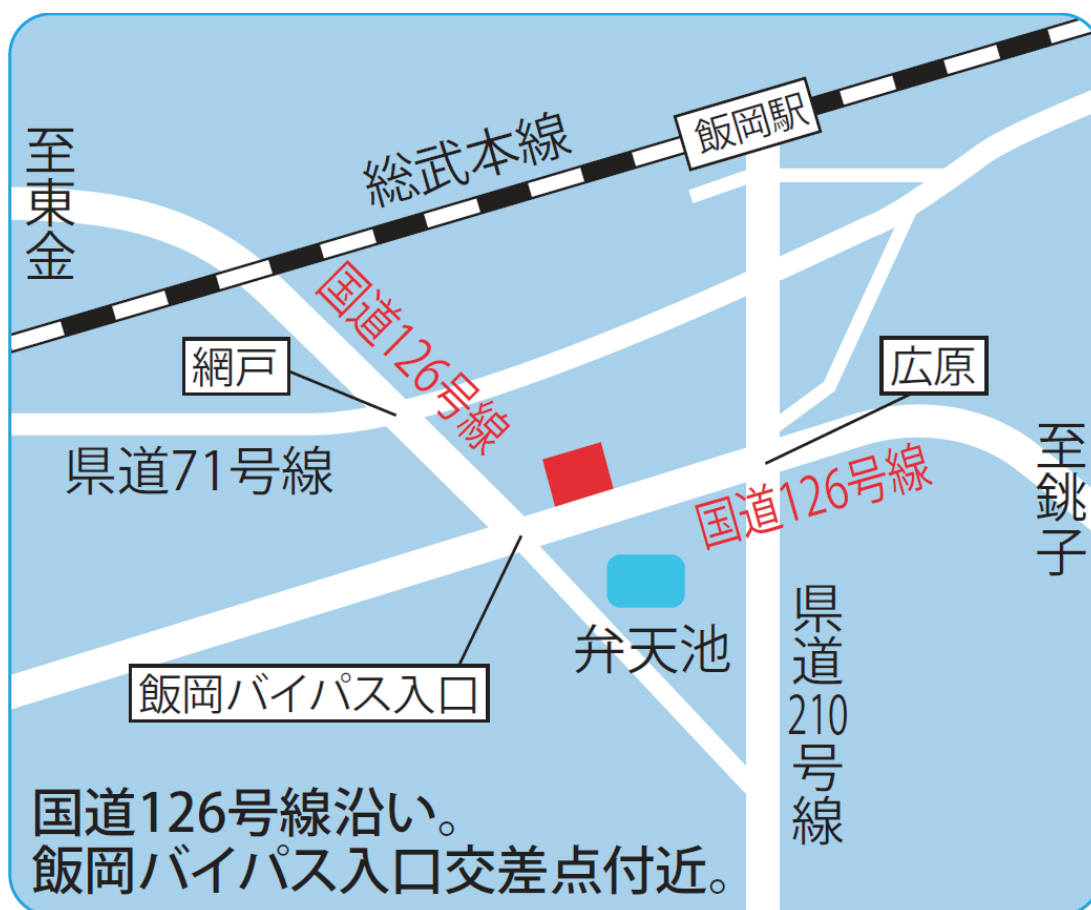 至東金
総武本線
飯岡駅
国道126号線
網戸
広原
県道71号線
国道126号線
至銚子
弁天池
県道210号線
飯岡バイパス入口
国道126号線沿い。
飯岡バイパス入口交差点付近。